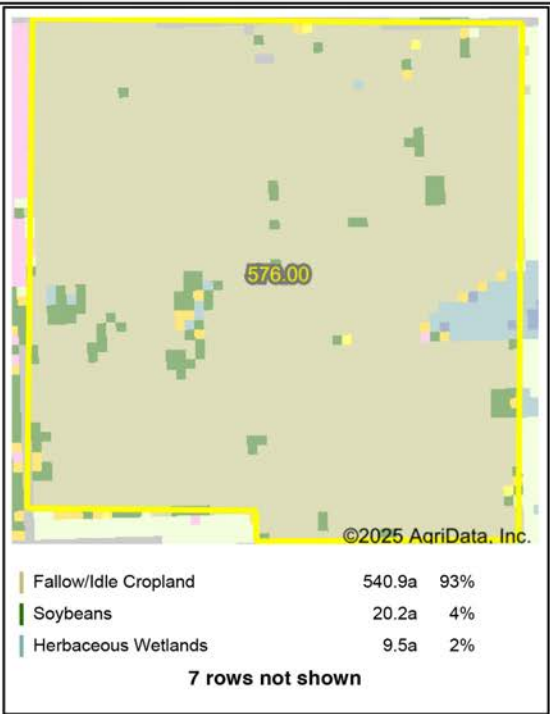 576.00
©2025 AgriData, Inc.
Fallow/Idle Cropland 540.9a 93%
Soybeans 20.2a 4%
Herbaceous Wetlands 9.5a 2%
7 rows not shown